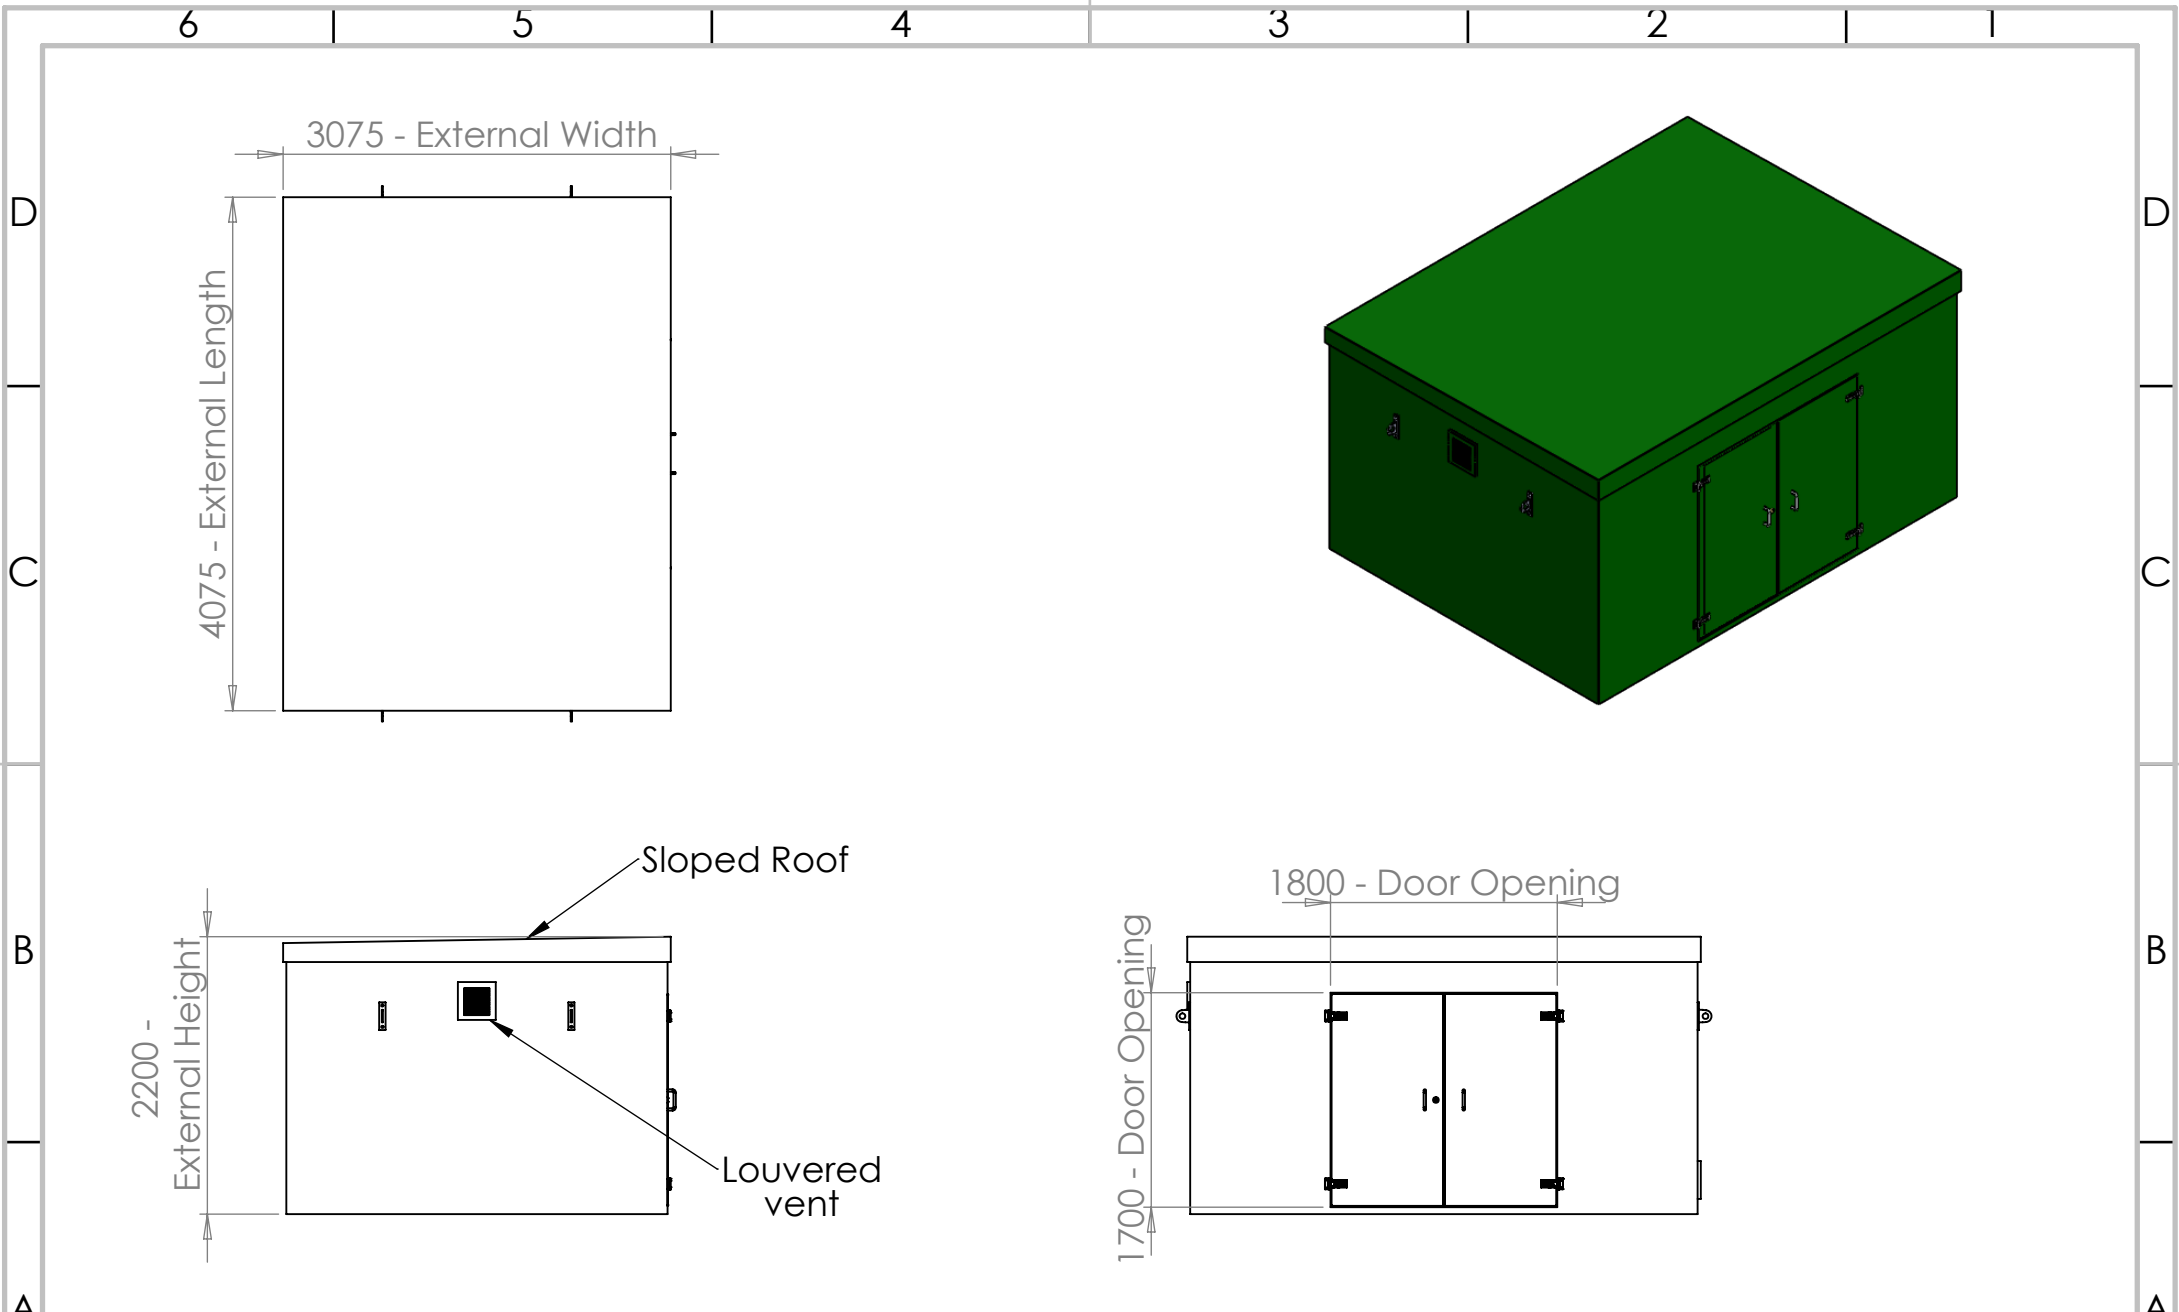 6 5 4 3 2 1
3075 - External Width
D D
4075 - External Length
C C
Sloped Roof
1800 - Door Opening
B B
2200 -
External Height
1700 - Door Opening
Louvered
vent
A A